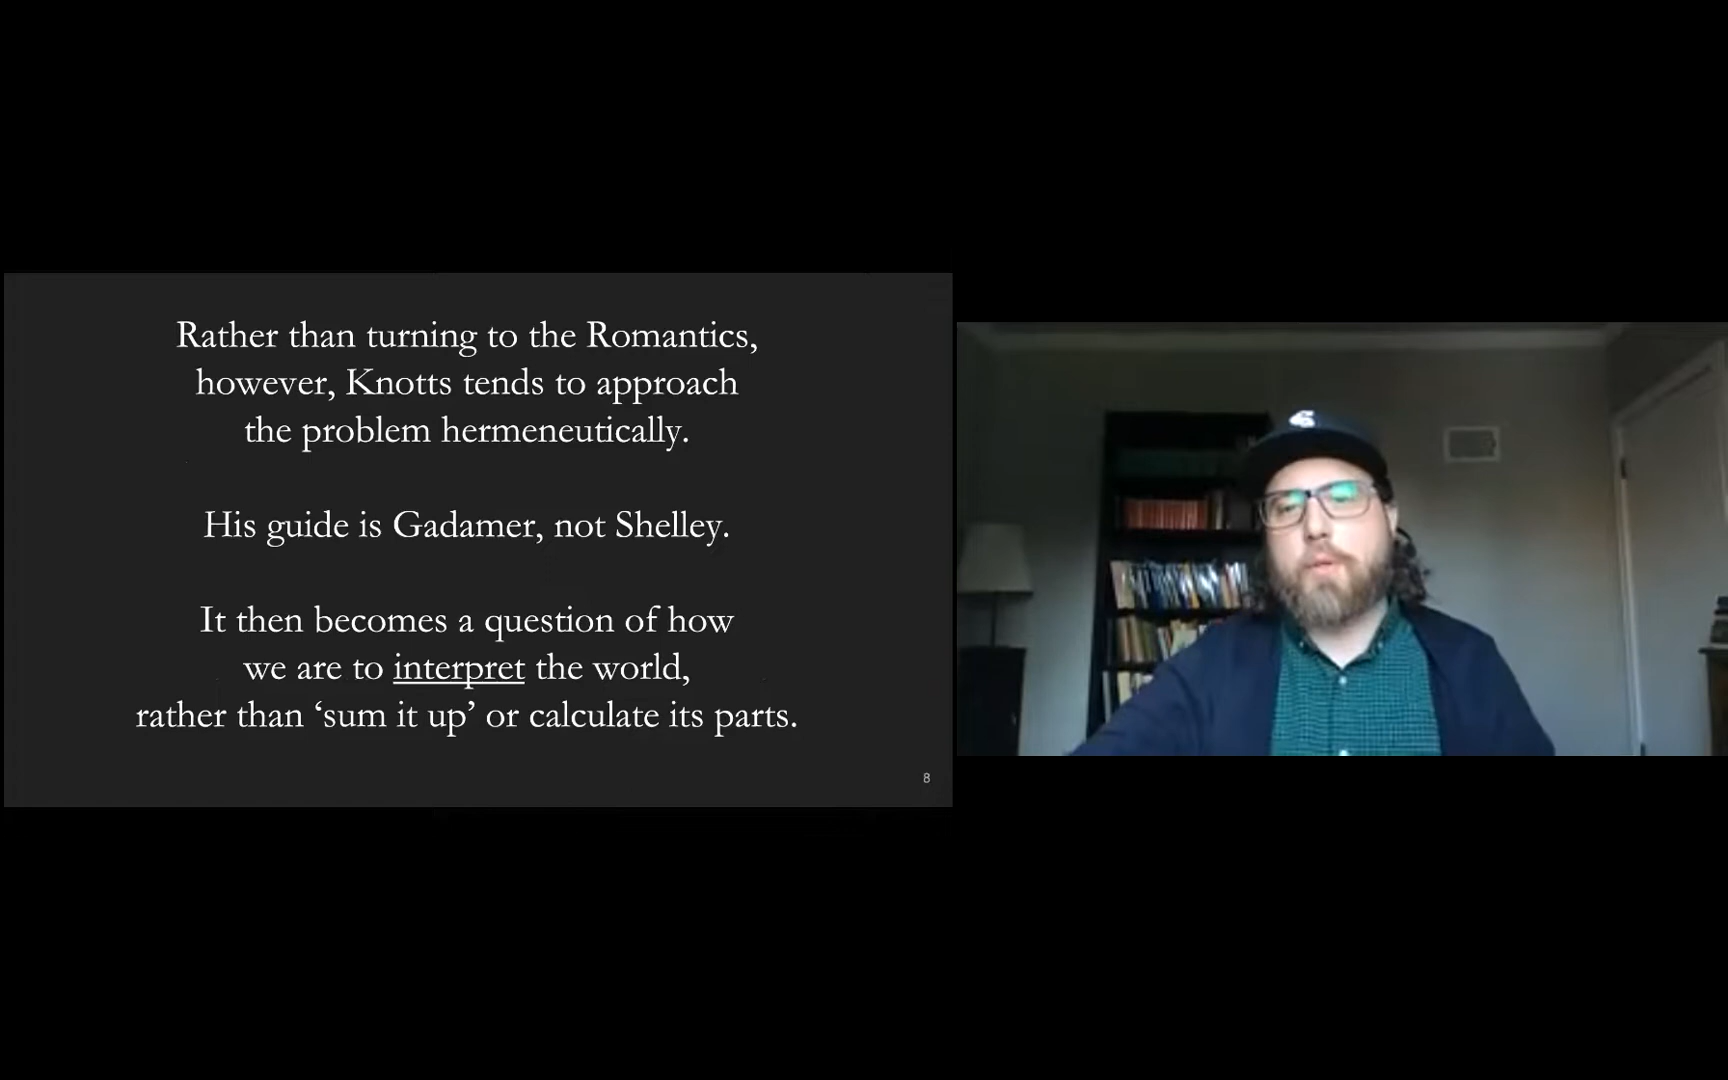 Rather than turning to the Romantics,
however, Knotts tends to approach
the problem hermeneutically.
His guide is Gadamer, not Shelley.
It then becomes a question of how
we are to interpret the world,
rather than ‘sum it up’ or calculate its parts.
8